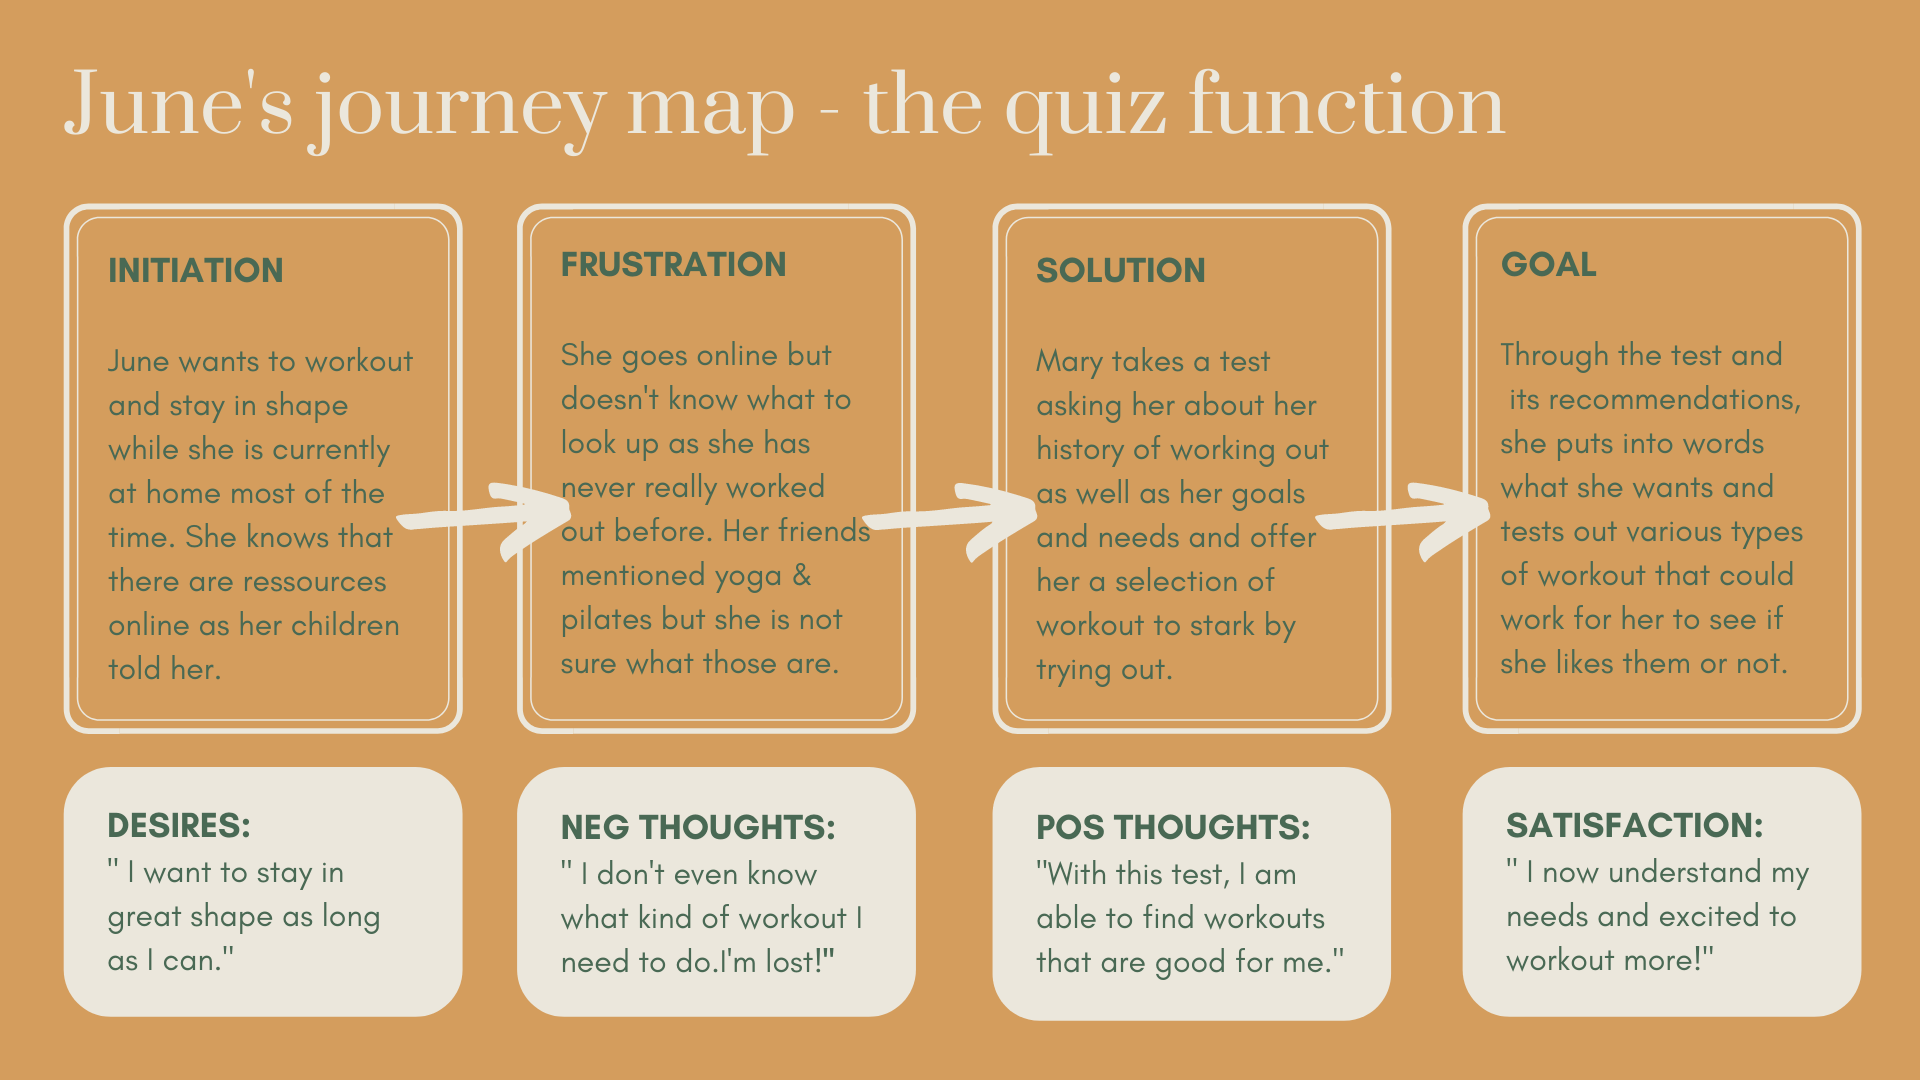 June's journey map - the quiz function
INITIATION
June wants to workout
and stay in shape
while she is currently
at home most of the
time. She knows that
there are ressources
online as her children
told her.
FRUSTRATION
She goes online but
doesn't know what to
look up as she has
never really worked
out before. Her friends
mentioned yoga &
pilates but she is not
sure what those are.
SOLUTION
Mary takes a test
asking her about her
history of working out
as well as her goals
and needs and offer
her a selection of
workout to stark by
trying out.
GOAL
Through the test and
its recommendations,
she puts into words
what she wants and
tests out various types
of workout that could
work for her to see if
she likes them or not.
DESIRES:
" I want to stay in
great shape as long
as I can."
NEG THOUGHTS:
" I don't even know
what kind of workout I
need to do.I'm lost!"
POS THOUGHTS:
"With this test, I am
able to find workouts
that are good for me."
SATISFACTION:
" I now understand my
needs and excited to
workout more!"